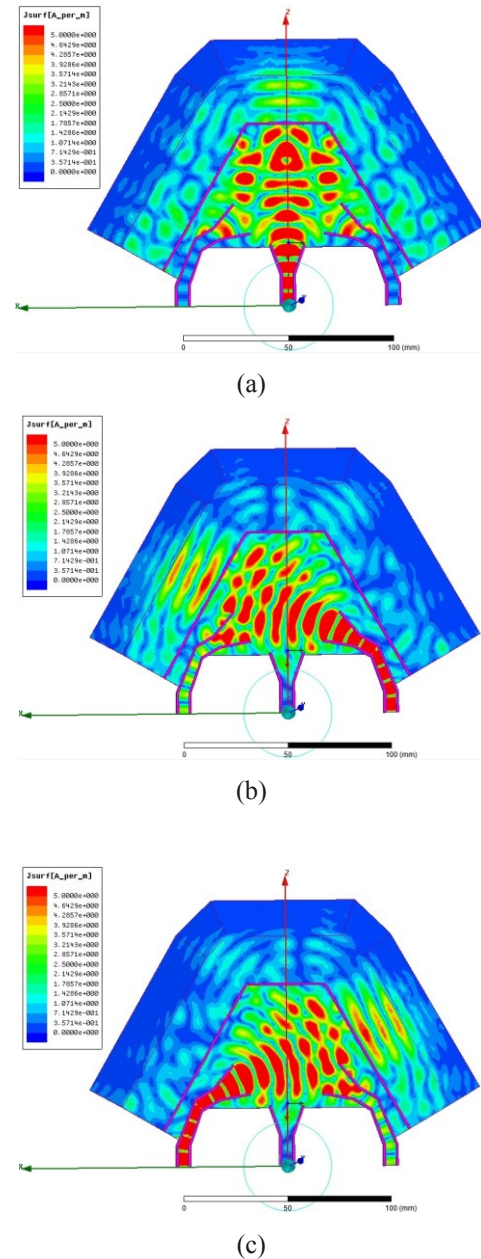 Jsurf[A_per_m]
5.0000e+000
4.6429e+000
4.2857e+000
3.9286e+000
3.5714e+000
3.2143e+000
2.8571e+000
2.5000e+000
2.1429e+000
1.7857e+000
1.4286e+000
1.0714e+000
7.1429e-001
3.5714e-001
0.0000e+000
Z
X
0 50 100 (mm)
(a)
Jsurf[A_per_m]
5.0000e+000
4.6429e+000
4.2857e+000
3.9286e+000
3.5714e+000
3.2143e+000
2.8571e+000
2.5000e+000
2.1429e+000
1.7857e+000
1.4286e+000
1.0714e+000
7.1429e-001
3.5714e-001
0.0000e+000
Z
X
0 50 100 (mm)
(b)
Jsurf[A_per_m]
5.0000e+000
4.6429e+000
4.2857e+000
3.9286e+000
3.5714e+000
3.2143e+000
2.8571e+000
2.5000e+000
2.1429e+000
1.7857e+000
1.4286e+000
1.0714e+000
7.1429e-001
3.5714e-001
0.0000e+000
Z
X
0 50 100 (mm)
(c)